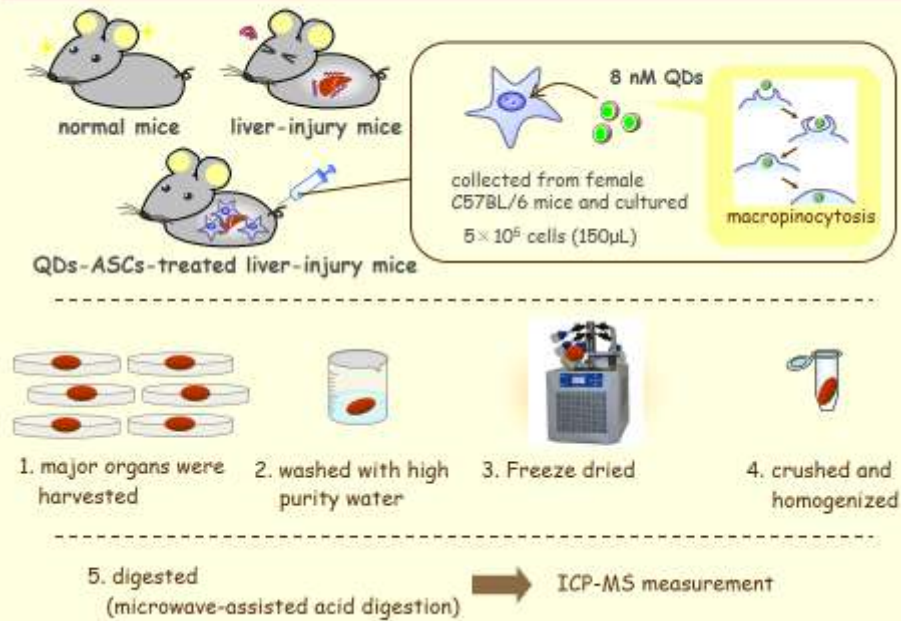 normal mice
liver-injury mice
8 nM QDs
collected from female
C57BL/6 mice and cultured
5×10⁶ cells (150μL)
macropinocytosis
QDs-ASCs-treated liver-injury mice
1. major organs were
harvested
2. washed with high
purity water
3. Freeze dried
4. crushed and
homogenized
5. digested
(microwave-assisted acid digestion)
ICP-MS measurement